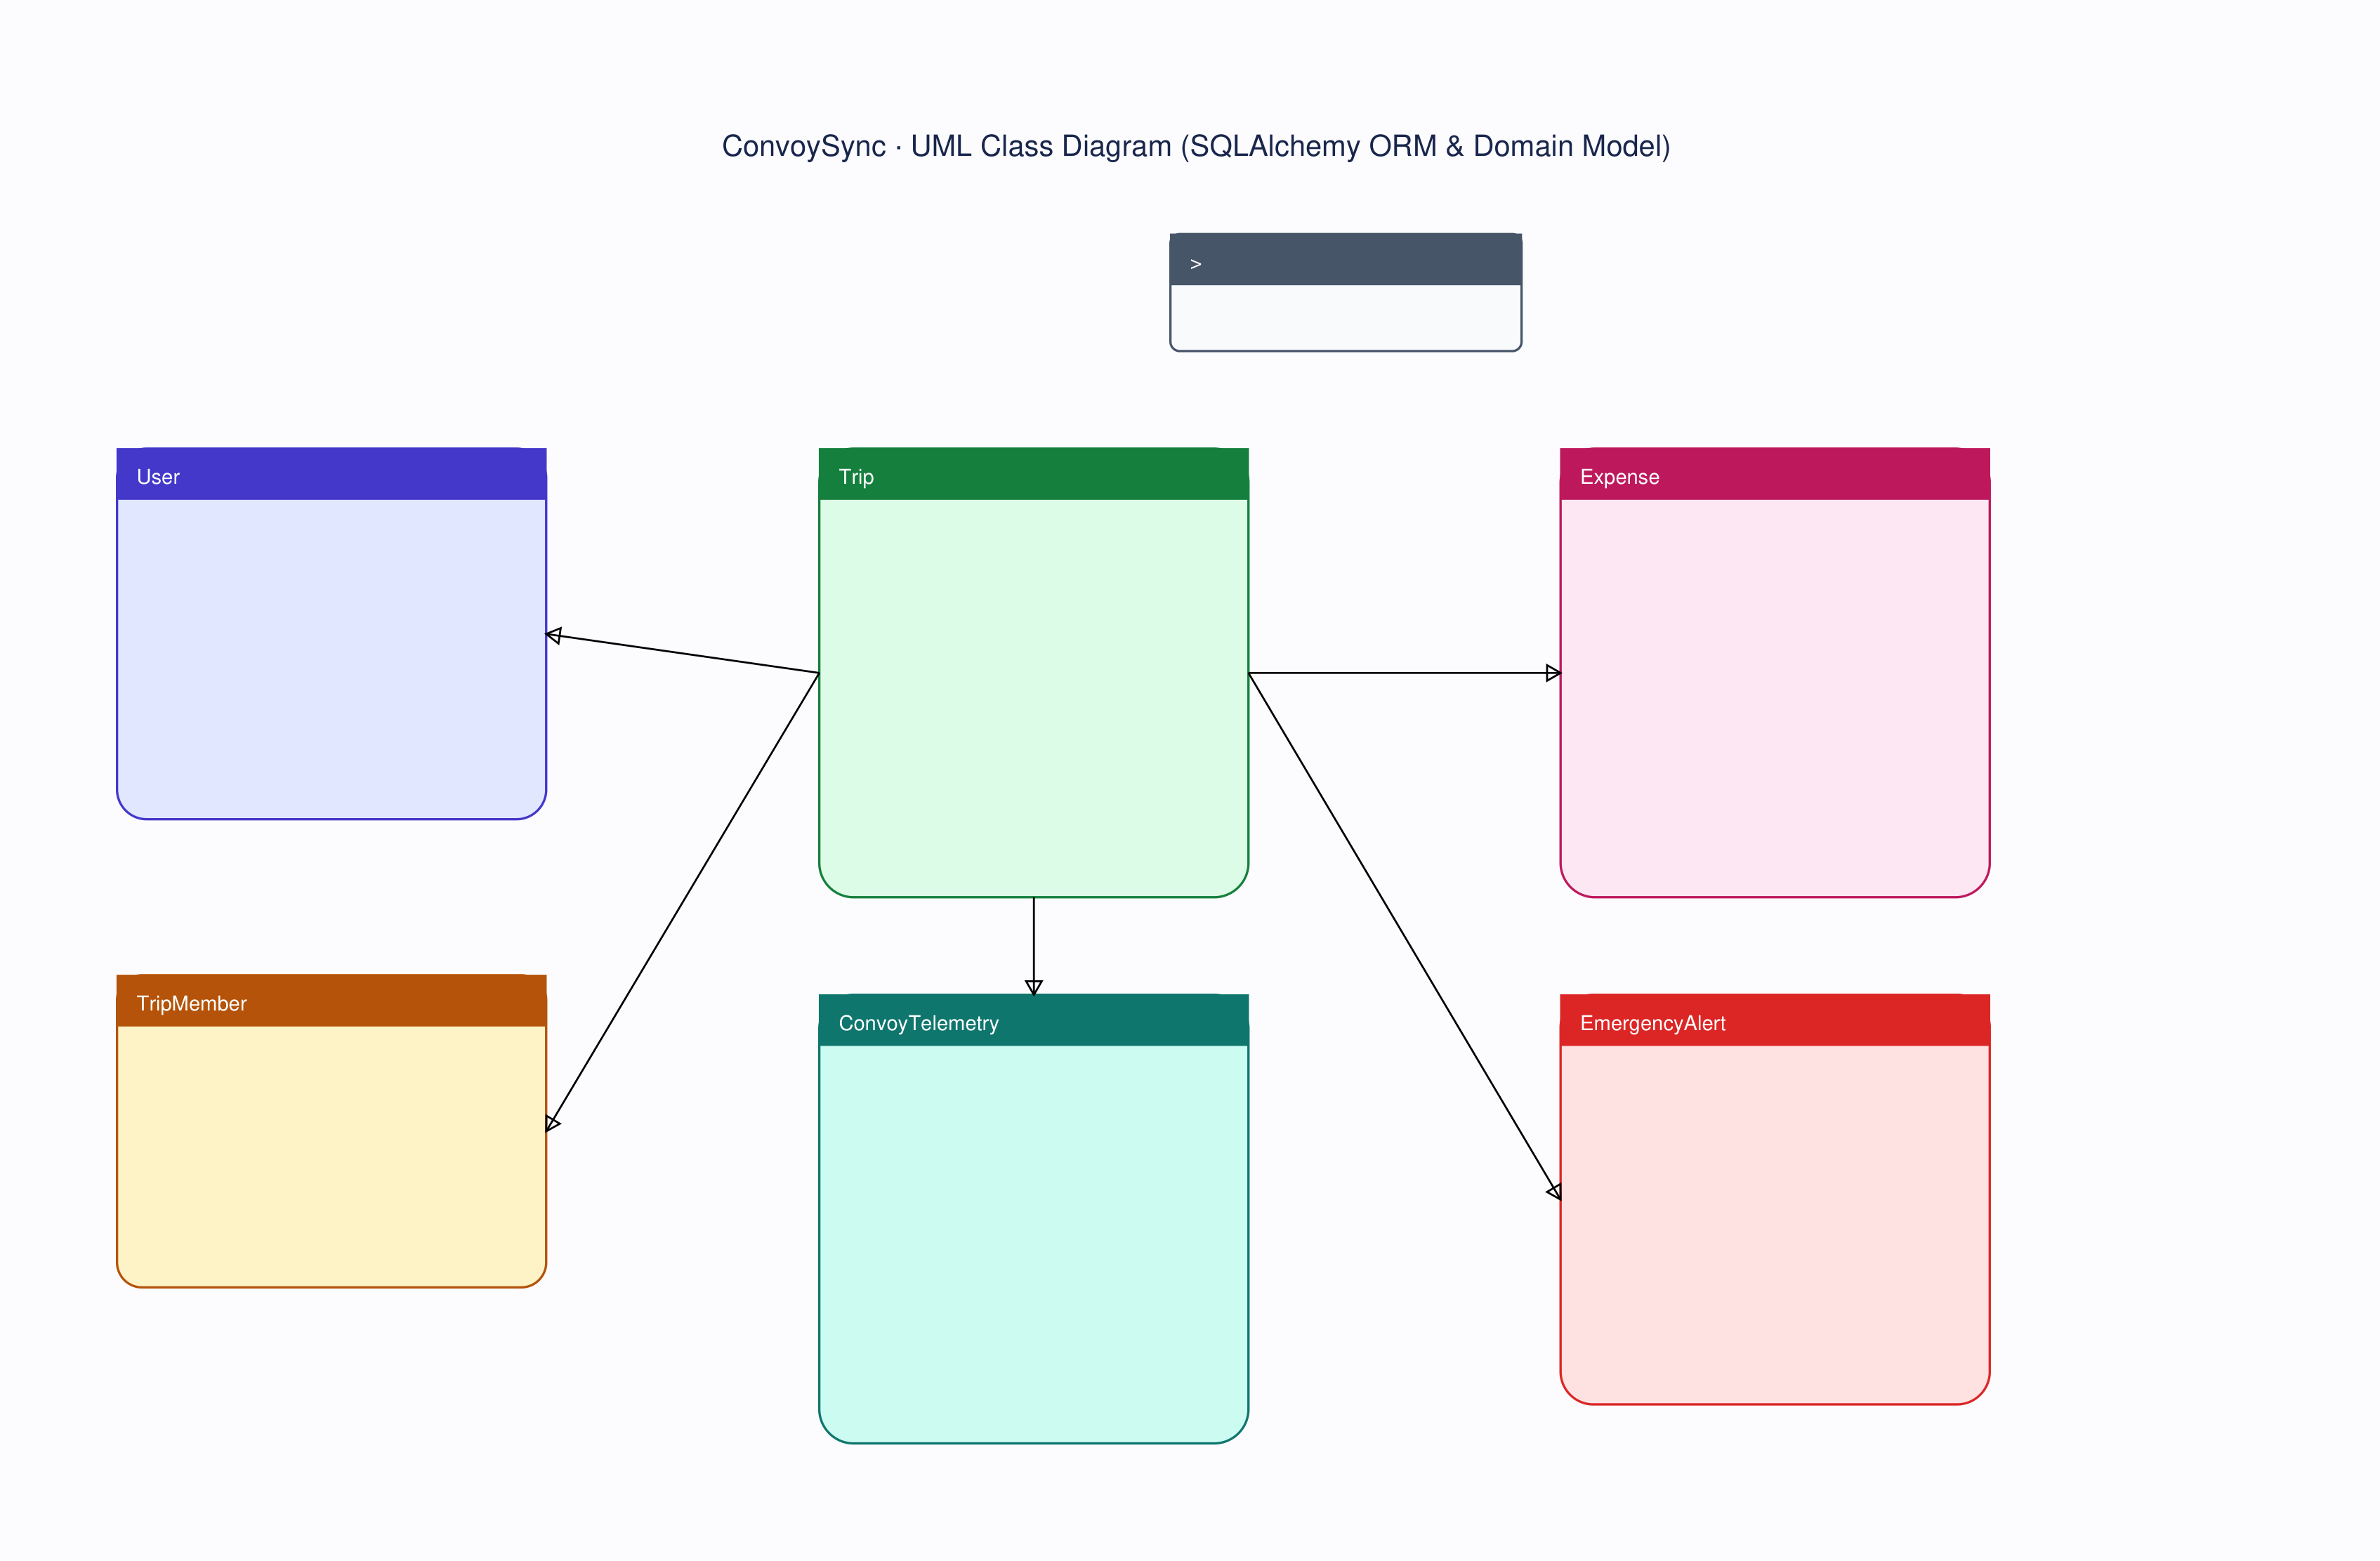 ConvoySync · UML Class Diagram (SQLAlchemy ORM & Domain Model)
>
User
Trip
Expense
TripMember
ConvoyTelemetry
EmergencyAlert